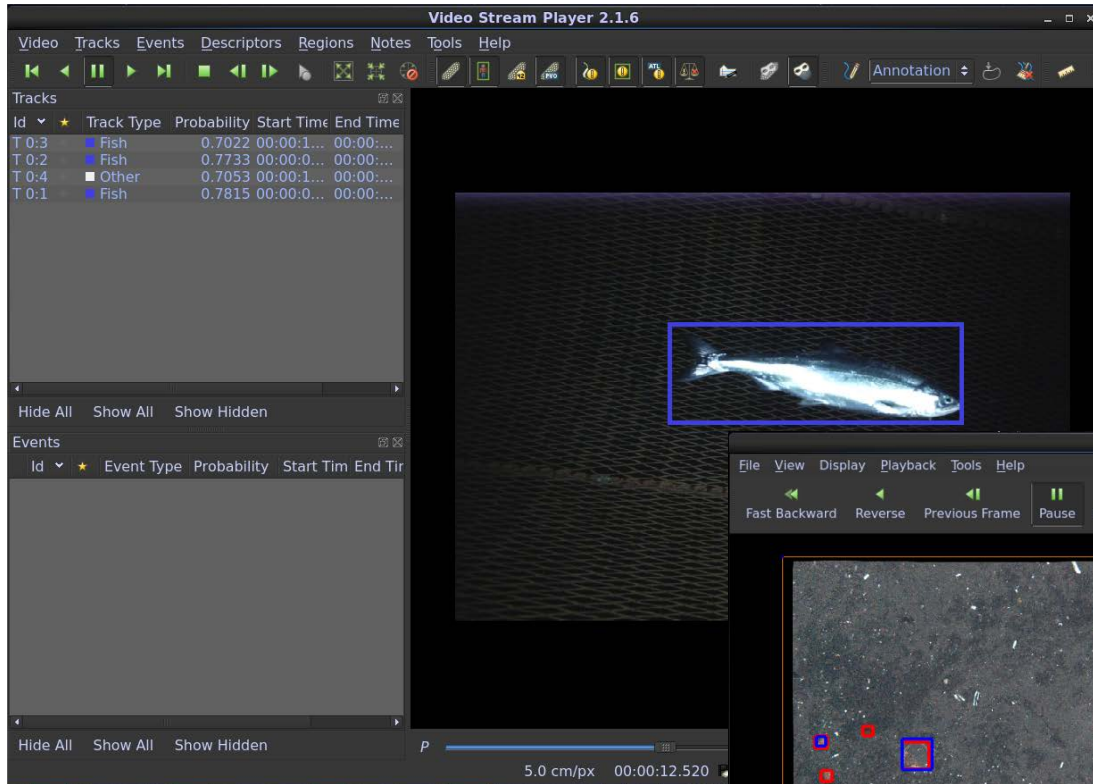 Video Stream Player 2.1.6
Video Tracks Events Descriptors Regions Notes Tools Help
Annotation
Tracks
Id Track Type Probability Start Time End Time
T 0:3 Fish 0.7022 00:00:1... 00:00:...
T 0:2 Fish 0.7733 00:00:0... 00:00:...
T 0:4 Other 0.7053 00:00:1... 00:00:...
T 0:1 Fish 0.7815 00:00:0... 00:00:...
Hide All Show All Show Hidden
Events
Id Event Type Probability Start Tim End Tir
Hide All Show All Show Hidden
P
5.0 cm/px 00:00:12.520
File View Display Playback Tools Help
Fast Backward Reverse Previous Frame Pause